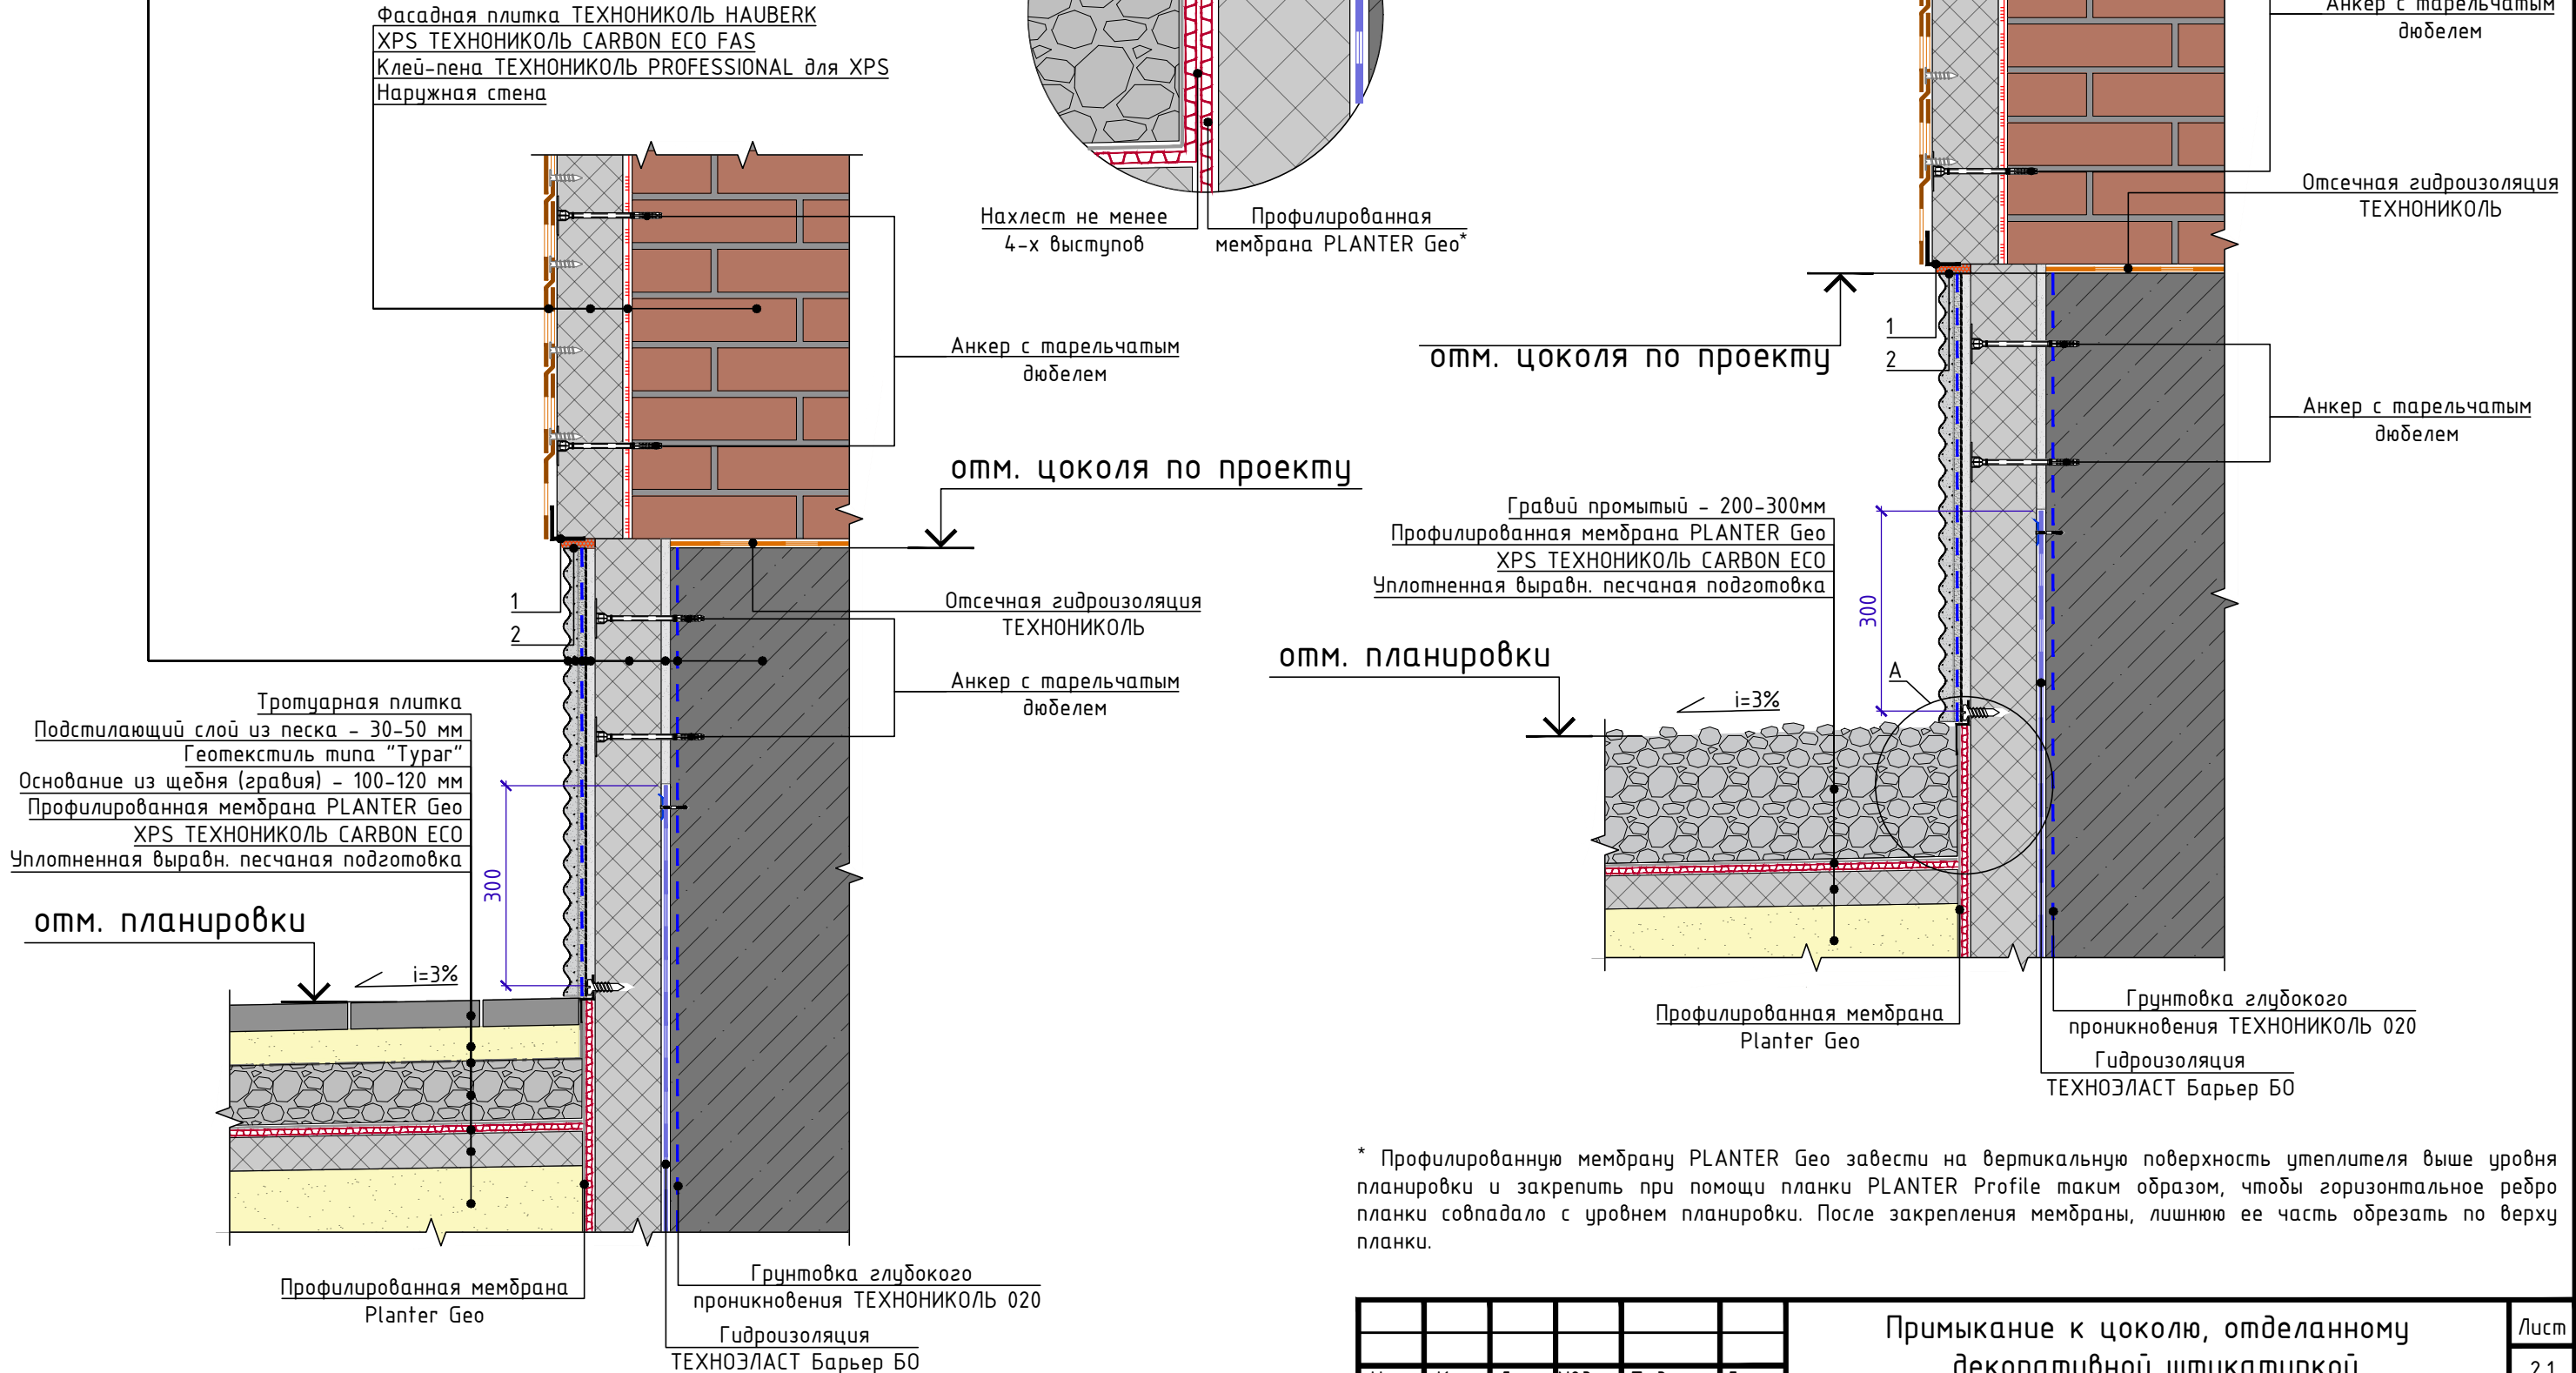 Фасадная плитка ТЕХНОНИКОЛЬ HAUBERK
XPS ТЕХНОНИКОЛЬ CARBON ECO FAS
Клей-пена ТЕХНОНИКОЛЬ PROFESSIONAL для XPS
Наружная стена
Нахлест не менее
4-х выступов
Профилированная
мембрана PLANTER Geo*
Анкер с тарельчатым
дюбелем
отм. цоколя по проекту
1
2
Отсечная гидроизоляция
ТЕХНОНИКОЛЬ
Анкер с тарельчатым
дюбелем
Тротуарная плитка
Подстилающий слой из песка - 30-50 мм
Геотекстиль типа "Typar"
Основание из щебня (гравия) - 100-120 мм
Профилированная мембрана PLANTER Geo
XPS ТЕХНОНИКОЛЬ CARBON ECO
Уплотненная выравн. песчаная подготовка
300
отм. планировки
i=3%
Профилированная мембрана
Planter Geo
Грунтовка глубокого
проникновения ТЕХНОНИКОЛЬ 020
Гидроизоляция
ТЕХНОЭЛАСТ Барьер БО
Анкер с тарельчатым
дюбелем
Отсечная гидроизоляция
ТЕХНОНИКОЛЬ
отм. цоколя по проекту
1
2
Анкер с тарельчатым
дюбелем
Гравий промытый - 200-300мм
Профилированная мембрана PLANTER Geo
XPS ТЕХНОНИКОЛЬ CARBON ECO
Уплотненная выравн. песчаная подготовка
300
отм. планировки
А
i=3%
Профилированная мембрана
Planter Geo
Грунтовка глубокого
проникновения ТЕХНОНИКОЛЬ 020
Гидроизоляция
ТЕХНОЭЛАСТ Барьер БО
* Профилированную мембрану PLANTER Geo завести на вертикальную поверхность утеплителя выше уровня
планировки и закрепить при помощи планки PLANTER Profile таким образом, чтобы горизонтальное ребро
планки совпадало с уровнем планировки. После закрепления мембраны, лишнюю ее часть обрезать по верху
планки.
Примыкание к цоколю, отделанному
декоративной штукатуркой
Лист
2.1